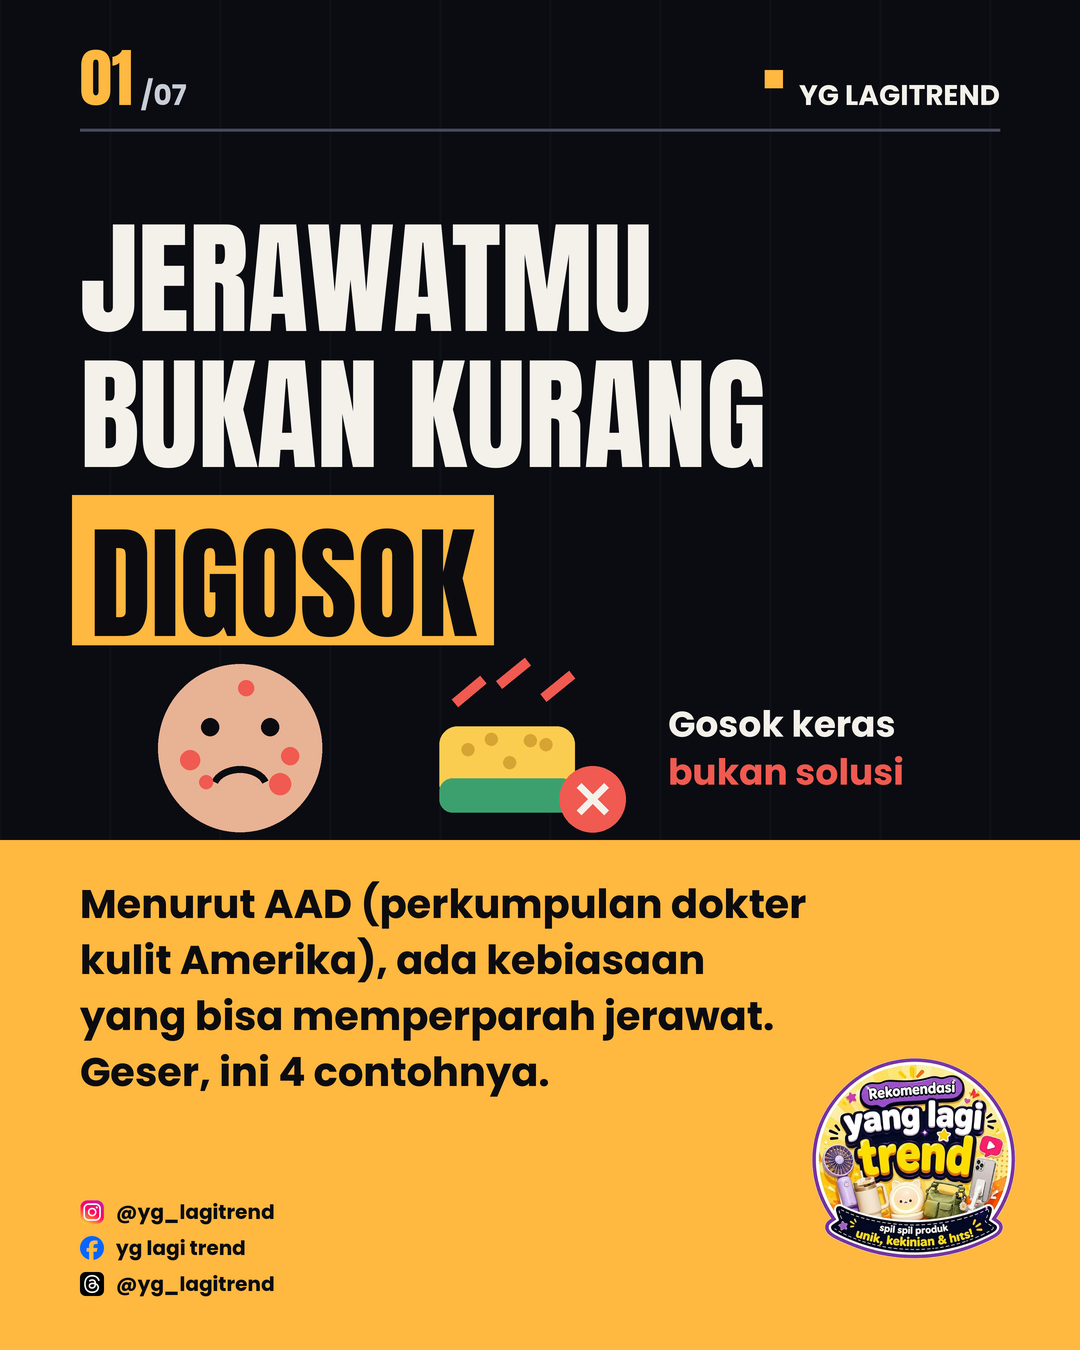 01 /07
YG LAGITREND
JERAWATMU
BUKAN KURANG
DIGOSOK
Gosok keras
bukan solusi
Menurut AAD (perkumpulan dokter
kulit Amerika), ada kebiasaan
yang bisa memperparah jerawat.
Geser, ini 4 contohnya.
Rekomendasi
yang lagi
trend
spil spil produk
unik, kekinian & hits!
@yg_lagitrend
yg lagi trend
@yg_lagitrend